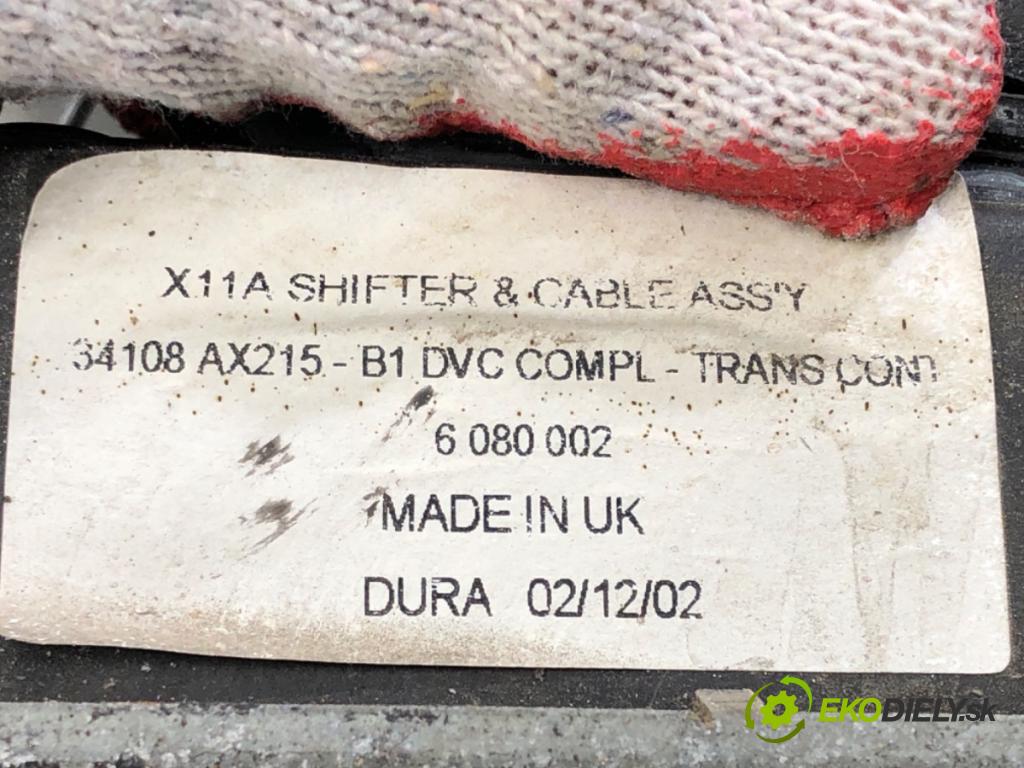 X11A SHIFTER & CABLE ASS'Y
34108 AX215 - B1 DVC COMPL - TRANS CONT
6 080 002
MADE IN UK
DURA 02/12/02
EKODIELY.SK